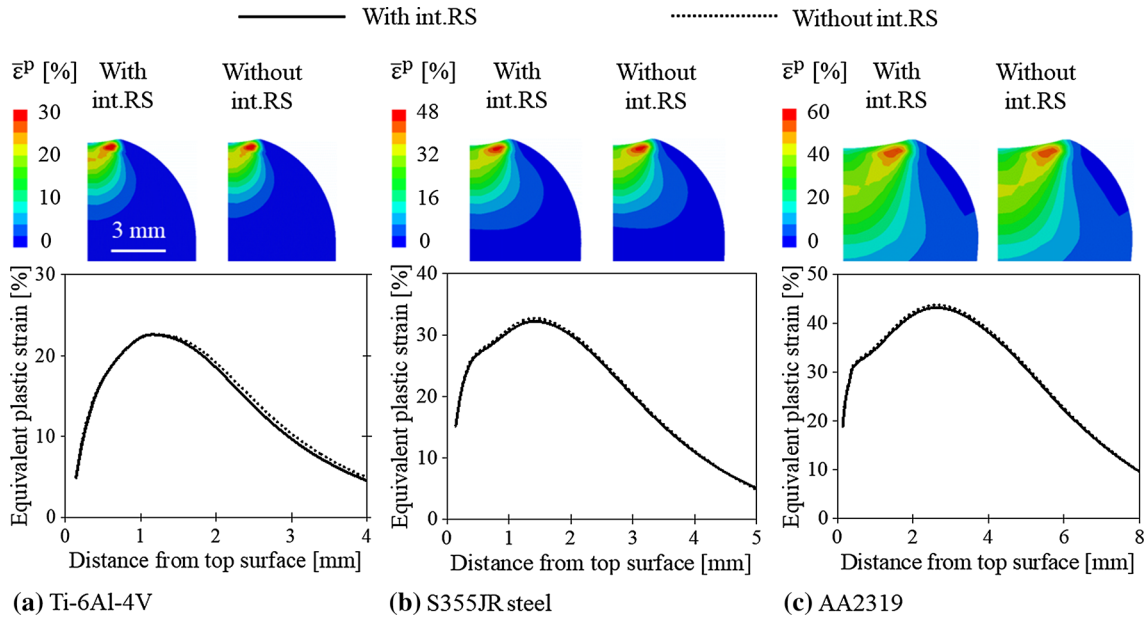 With int.RS
Without int.RS
ε̅ᵖ [%]
With int.RS
Without int.RS
30
20
10
0
3 mm
ε̅ᵖ [%]
With int.RS
Without int.RS
48
32
16
0
ε̅ᵖ [%]
With int.RS
Without int.RS
60
40
20
0
Equivalent plastic strain [%]
30
20
10
0
0 1 2 3 4
Distance from top surface [mm]
(a) Ti-6Al-4V
Equivalent plastic strain [%]
40
30
20
10
0
0 1 2 3 4 5
Distance from top surface [mm]
(b) S355JR steel
Equivalent plastic strain [%]
50
40
30
20
10
0
0 2 4 6 8
Distance from top surface [mm]
(c) AA2319